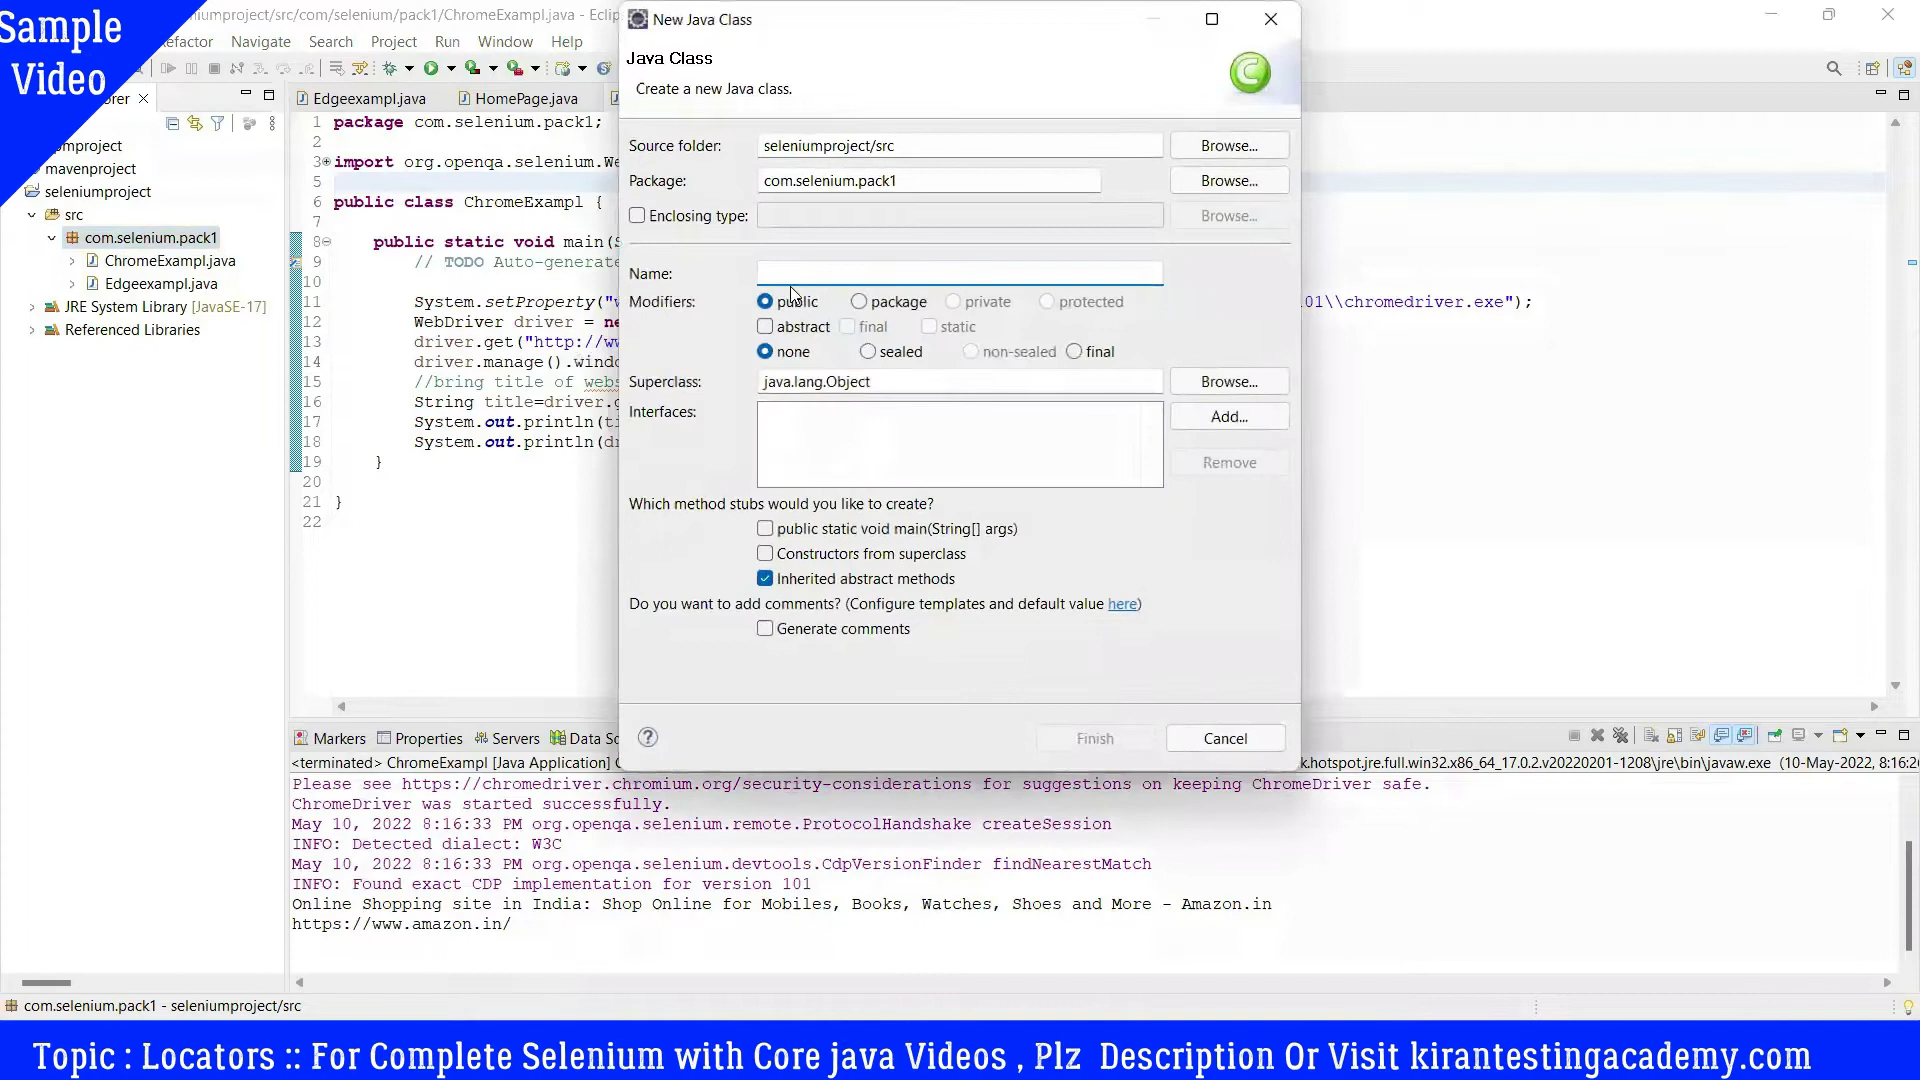 Sample
Video
niumproject/src/com/selenium/pack1/ChromeExampl.java - Eclip
efactor Navigate Search Project Run Window Help
orer
omproject
mavenproject
seleniumproject
src
com.selenium.pack1
ChromeExampl.java
Edgeexampl.java
JRE System Library [JavaSE-17]
Referenced Libraries
Edgeexampl.java HomePage.java
1 package com.selenium.pack1;
2
3 import org.openqa.selenium.We
5
6 public class ChromeExampl {
7
8 public static void main(S
9 // TODO Auto-generate
10
11 System.setProperty("w 01\\chromedriver.exe");
12 WebDriver driver = ne
13 driver.get("http://ww
14 driver.manage().windo
15 //bring title of webs
16 String title=driver.g
17 System.out.println(ti
18 System.out.println(dr
19 }
20
21 }
22
New Java Class
Java Class
Create a new Java class.
Source folder: seleniumproject/src Browse...
Package: com.selenium.pack1 Browse...
Enclosing type: Browse...
Name:
Modifiers: public package private protected
abstract final static
none sealed non-sealed final
Superclass: java.lang.Object Browse...
Interfaces: Add...
Remove
Which method stubs would you like to create?
public static void main(String[] args)
Constructors from superclass
Inherited abstract methods
Do you want to add comments? (Configure templates and default value here)
Generate comments
Finish Cancel
Markers Properties Servers Data So
<terminated> ChromeExampl [Java Application] C k.hotspot.jre.full.win32.x86_64_17.0.2.v20220201-1208\jre\bin\javaw.exe (10-May-2022, 8:16:26
Please see https://chromedriver.chromium.org/security-considerations for suggestions on keeping ChromeDriver safe.
ChromeDriver was started successfully.
May 10, 2022 8:16:33 PM org.openqa.selenium.remote.ProtocolHandshake createSession
INFO: Detected dialect: W3C
May 10, 2022 8:16:33 PM org.openqa.selenium.devtools.CdpVersionFinder findNearestMatch
INFO: Found exact CDP implementation for version 101
Online Shopping site in India: Shop Online for Mobiles, Books, Watches, Shoes and More - Amazon.in
https://www.amazon.in/
com.selenium.pack1 - seleniumproject/src
Topic : Locators :: For Complete Selenium with Core java Videos , Plz Description Or Visit kirantestingacademy.com